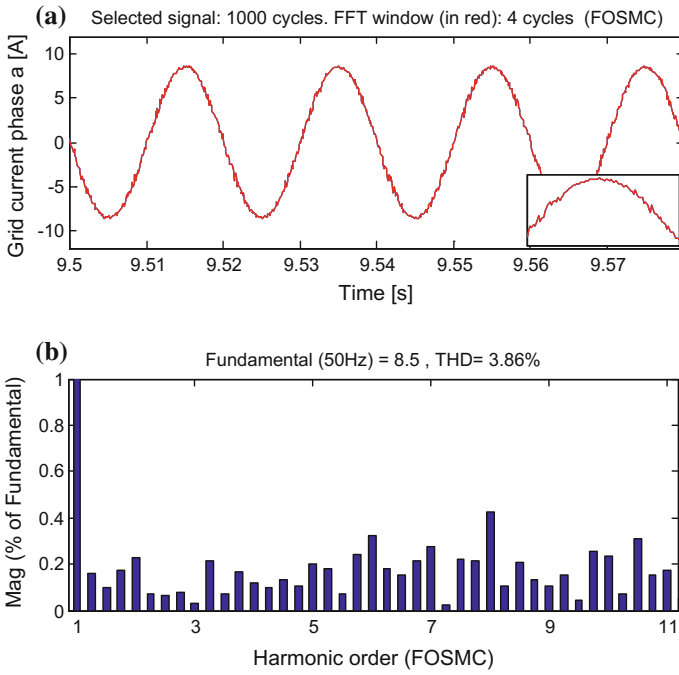 (a) Selected signal: 1000 cycles. FFT window (in red): 4 cycles (FOSMC)
Grid current phase a [A]
10
5
0
-5
-10
9.5 9.51 9.52 9.53 9.54 9.55 9.56 9.57
Time [s]
(b)
Fundamental (50Hz) = 8.5 , THD= 3.86%
Mag (% of Fundamental)
1
0.8
0.6
0.4
0.2
0
1 3 5 7 9 11
Harmonic order (FOSMC)